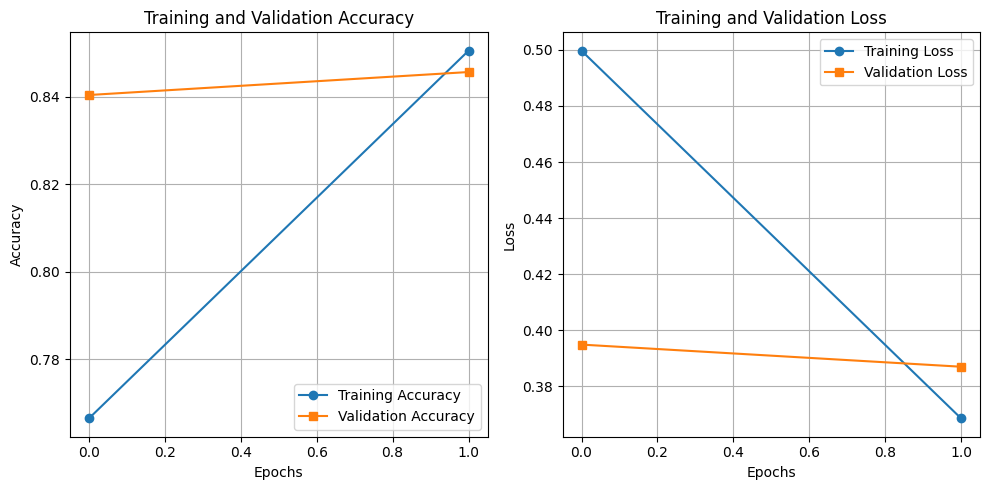 Training and Validation Accuracy
0.84
0.82
0.80
0.78
Accuracy
0.0 0.2 0.4 0.6 0.8 1.0
Epochs
Training Accuracy
Validation Accuracy
Training and Validation Loss
0.50
0.48
0.46
0.44
0.42
0.40
0.38
Loss
0.0 0.2 0.4 0.6 0.8 1.0
Epochs
Training Loss
Validation Loss